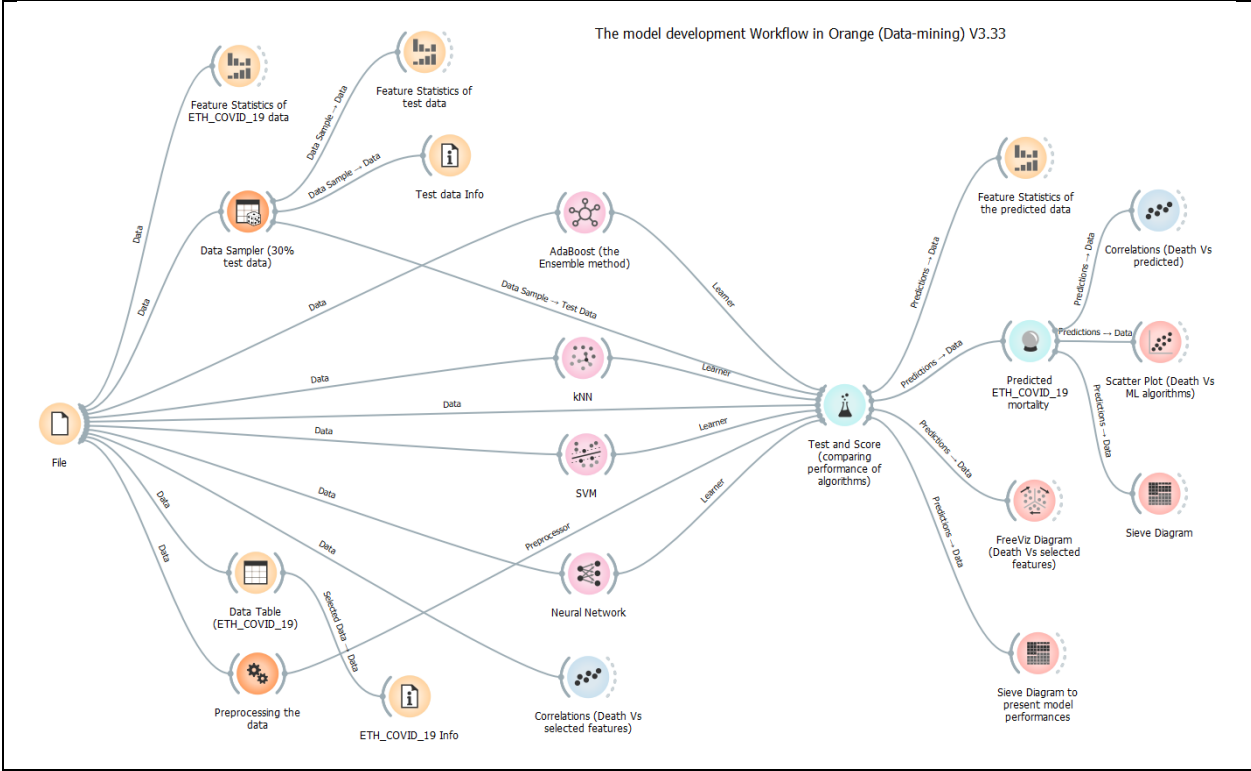 The model development Workflow in Orange (Data-mining) V3.33
Feature Statistics of
ETH_COVID_19 data
Feature Statistics of
test data
Data Sample → Data
Data Sample → Data
Test data Info
Data
Data
Data Sampler (30%
test data)
Data Sample → Test Data
Data
AdaBoost (the
Ensemble method)
Learner
Data
kNN
Learner
Data
File
Data
SVM
Learner
Data
Neural Network
Learner
Data
Data
Data
Preprocessor
Data Table
(ETH_COVID_19)
Selected Data → Data
Preprocessing the
data
ETH_COVID_19 Info
Correlations (Death Vs
selected features)
Test and Score
(comparing
performance of
algorithms)
Predictions → Data
Feature Statistics of
the predicted data
Predictions → Data
Predicted
ETH_COVID_19
mortality
Predictions → Data
Correlations (Death Vs
predicted)
Predictions → Data
Scatter Plot (Death Vs
ML algorithms)
Predictions → Data
Sieve Diagram
Predictions → Data
FreeViz Diagram
(Death Vs selected
features)
Predictions → Data
Sieve Diagram to
present model
performances